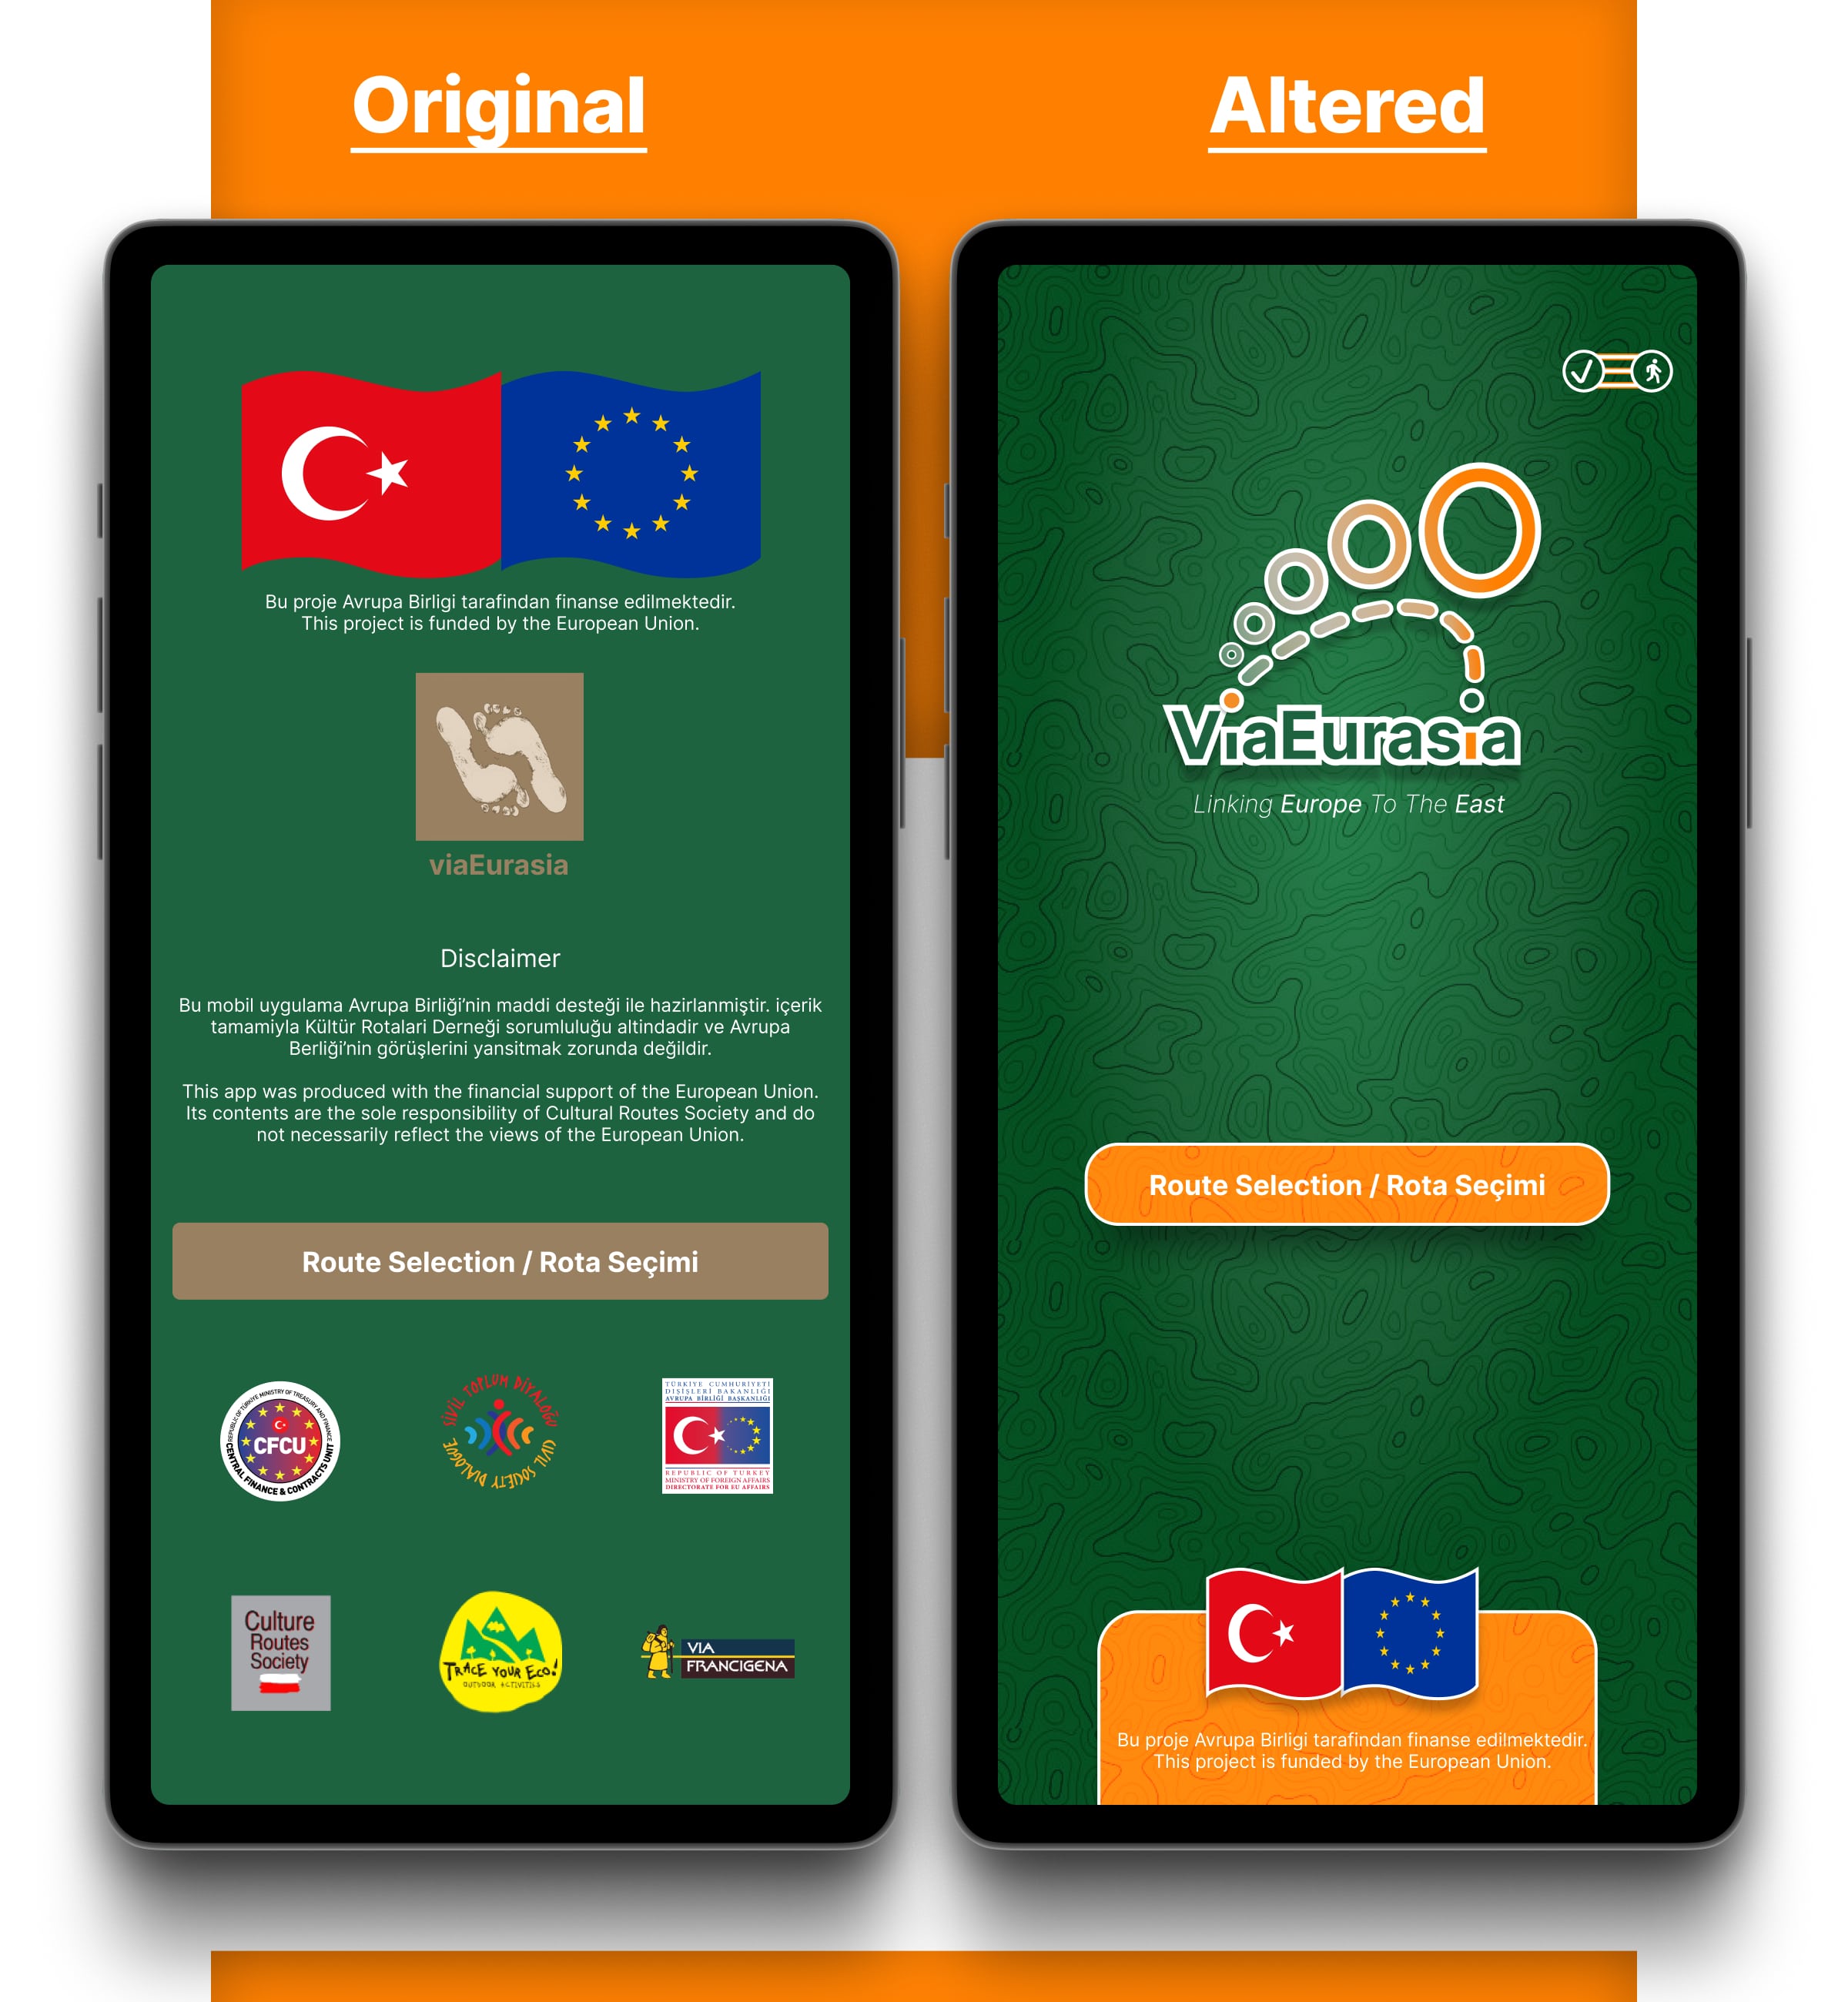 Original
Altered
Bu proje Avrupa Birligi tarafindan finanse edilmektedir.
This project is funded by the European Union.
viaEurasia
Disclaimer
Bu mobil uygulama Avrupa Birliği’nin maddi desteği ile hazirlanmiştir. içerik
tamamiyla Kültür Rotalari Derneği sorumluluğu altindadir ve Avrupa
Berliği’nin görüşlerini yansitmak zorunda değildir.
This app was produced with the financial support of the European Union.
Its contents are the sole responsibility of Cultural Routes Society and do
not necessarily reflect the views of the European Union.
Route Selection / Rota Seçimi
REPUBLIC OF TÜRKİYE MINISTRY OF TREASURY AND FINANCE
CFCU
CENTRAL FINANCE & CONTRACTS UNIT
SİVİL TOPLUM DİYALOĞU
CIVIL SOCIETY DIALOGUE
TÜRKİYE CUMHURİYETİ
DIŞİŞLERİ BAKANLIĞI
AVRUPA BİRLİĞİ BAŞKANLIĞI
REPUBLIC OF TURKEY
MINISTRY OF FOREIGN AFFAIRS
DIRECTORATE FOR EU AFFAIRS
Culture
Routes
Society
TRACE YOUR ECO!
OUTDOOR ACTIVITIES
VIA
FRANCIGENA
ViaEurasia
Linking Europe To The East
Route Selection / Rota Seçimi
Bu proje Avrupa Birligi tarafindan finanse edilmektedir.
This project is funded by the European Union.